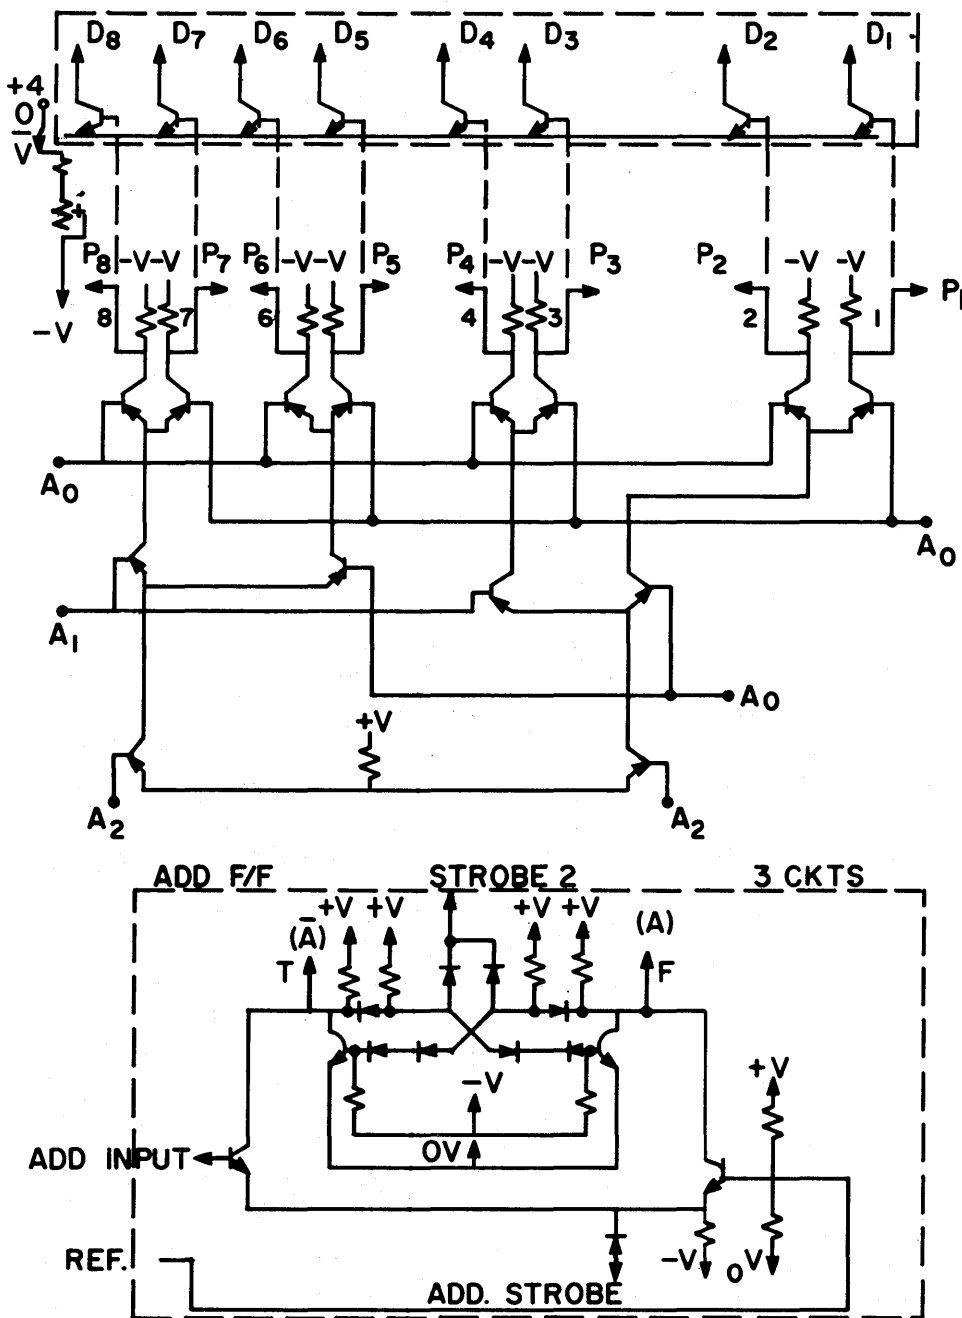 D8 D7 D6 D5 D4 D3 D2 D1
+4
0
V
+
-V
P8 -V -V P7 P6 -V -V P5 P4 -V -V P3 P2 -V -V P1
8 7 6 4 3 2 1
A0
A0
A1
A0
+V
A2 A2
ADD F/F STROBE 2 3 CKTS
+V +V +V +V
(Ā) (A)
T F
-V
+V
0V
ADD INPUT
REF.
-V 0V
ADD. STROBE